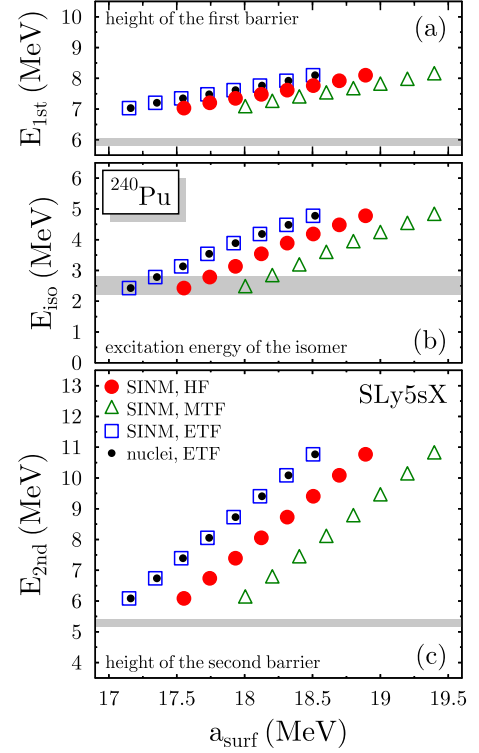 10
9
8
7
6
E1st (MeV)
height of the first barrier
(a)
6
5
4
3
2
1
0
Eiso (MeV)
240Pu
excitation energy of the isomer
(b)
13
12
11
10
9
8
7
6
5
4
E2nd (MeV)
SINM, HF
SINM, MTF
SINM, ETF
nuclei, ETF
SLy5sX
height of the second barrier
(c)
17 17.5 18 18.5 19 19.5
asurf (MeV)